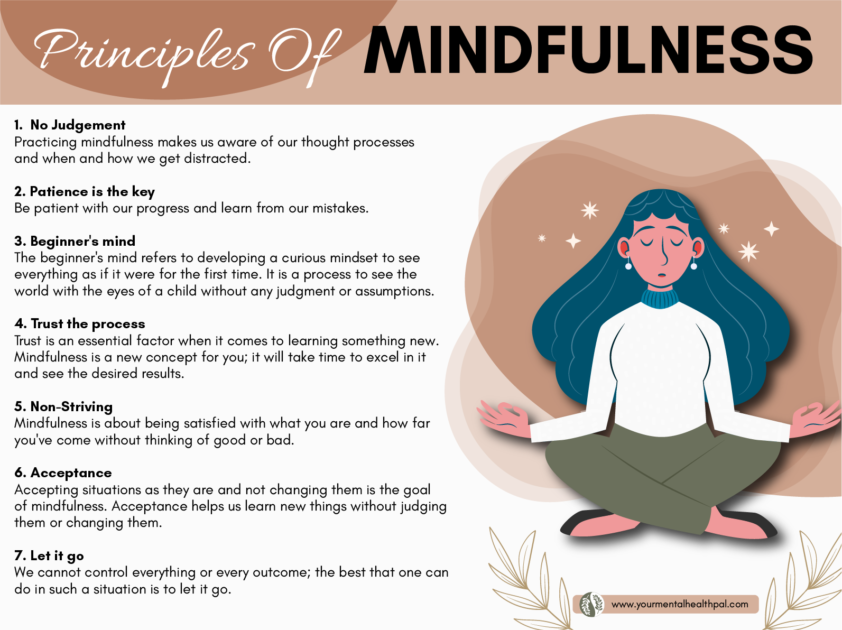 Principles Of MINDFULNESS
1. No Judgement
Practicing mindfulness makes us aware of our thought processes
and when and how we get distracted.
2. Patience is the key
Be patient with our progress and learn from our mistakes.
3. Beginner's mind
The beginner's mind refers to developing a curious mindset to see
everything as if it were for the first time. It is a process to see the
world with the eyes of a child without any judgment or assumptions.
4. Trust the process
Trust is an essential factor when it comes to learning something new.
Mindfulness is a new concept for you; it will take time to excel in it
and see the desired results.
5. Non-Striving
Mindfulness is about being satisfied with what you are and how far
you've come without thinking of good or bad.
6. Acceptance
Accepting situations as they are and not changing them is the goal
of mindfulness. Acceptance helps us learn new things without judging
them or changing them.
7. Let it go
We cannot control everything or every outcome; the best that one can
do in such a situation is to let it go.
www.yourmentalhealthpal.com